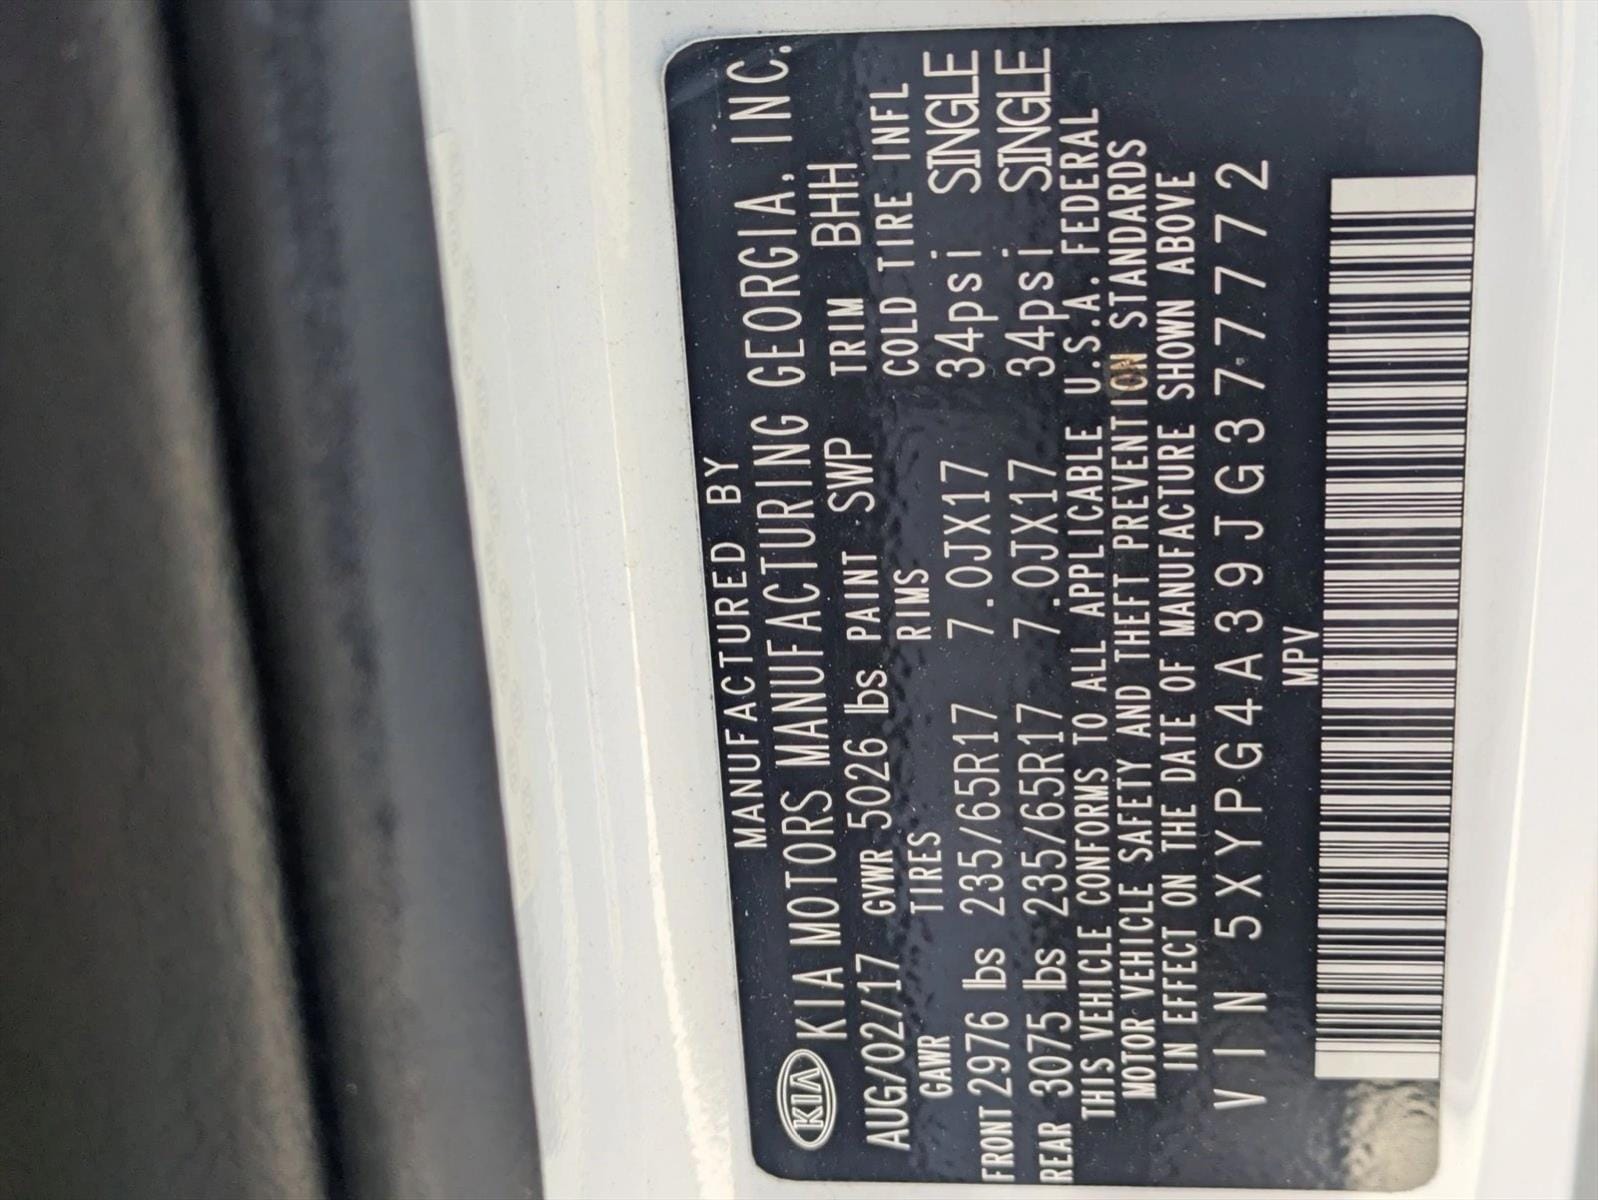 MANUFACTURED BY
KIA KIA MOTORS MANUFACTURING GEORGIA, INC.
AUG/02/17 GVWR 5026 lbs PAINT SWP TRIM BHH
GAWR TIRES RIMS COLD TIRE INFL
FRONT 2976 lbs 235/65R17 7.0JX17 34psi SINGLE
REAR 3075 lbs 235/65R17 7.0JX17 34psi SINGLE
THIS VEHICLE CONFORMS TO ALL APPLICABLE U.S.A. FEDERAL
MOTOR VEHICLE SAFETY AND THEFT PREVENTION STANDARDS
IN EFFECT ON THE DATE OF MANUFACTURE SHOWN ABOVE
VIN 5XYPG4A39JG377772
MPV